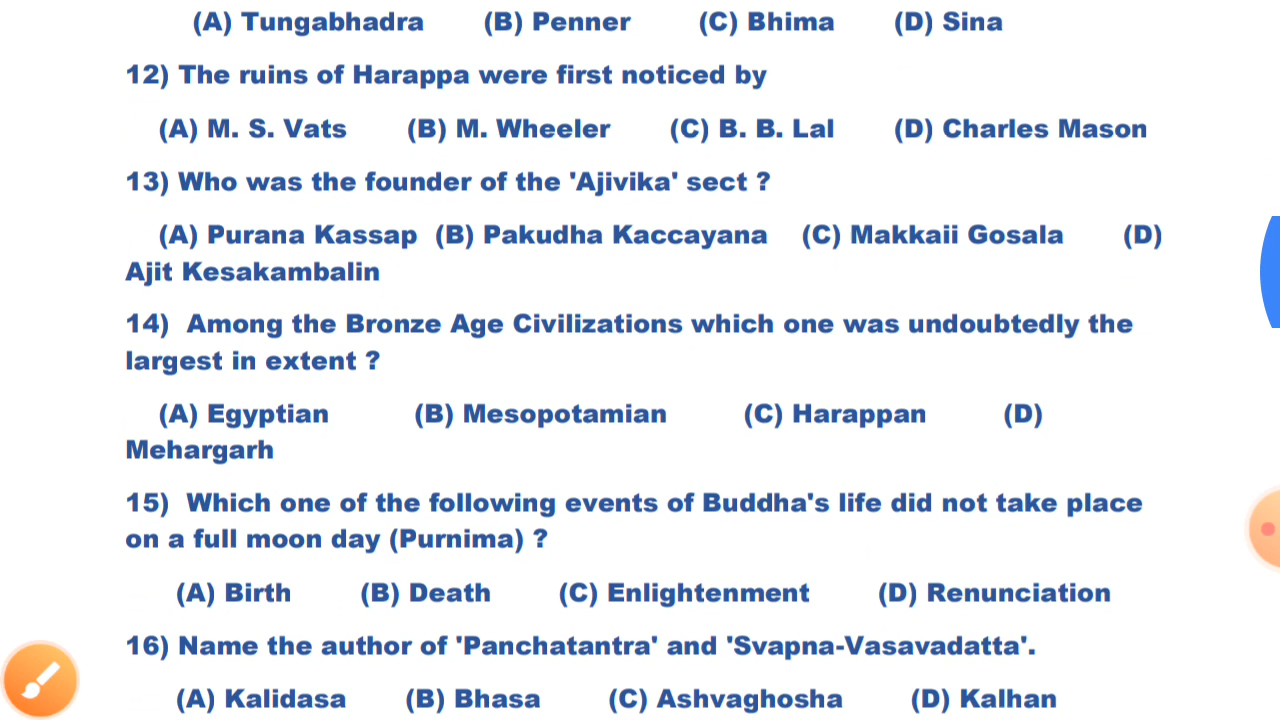 (A) Tungabhadra (B) Penner (C) Bhima (D) Sina
12) The ruins of Harappa were first noticed by
(A) M. S. Vats (B) M. Wheeler (C) B. B. Lal (D) Charles Mason
13) Who was the founder of the 'Ajivika' sect ?
(A) Purana Kassap (B) Pakudha Kaccayana (C) Makkaii Gosala (D)
Ajit Kesakambalin
14) Among the Bronze Age Civilizations which one was undoubtedly the
largest in extent ?
(A) Egyptian (B) Mesopotamian (C) Harappan (D)
Mehargarh
15) Which one of the following events of Buddha's life did not take place
on a full moon day (Purnima) ?
(A) Birth (B) Death (C) Enlightenment (D) Renunciation
16) Name the author of 'Panchatantra' and 'Svapna-Vasavadatta'.
(A) Kalidasa (B) Bhasa (C) Ashvaghosha (D) Kalhan